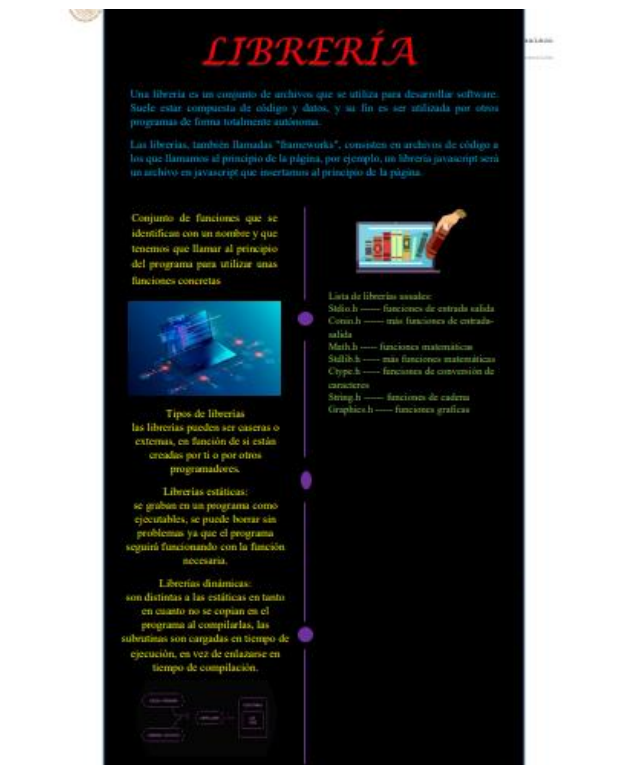 LIBRERÍA
Una librería es un conjunto de archivos que se utiliza para desarrollar software.
Suele estar compuesta de código y datos, y su fin es ser utilizada por otros
programas de forma totalmente autónoma.
Las librerías, también llamadas "frameworks", consisten en archivos de código a
los que llamamos al principio de la página, por ejemplo, un librería javascript será
un archivo en javascript que insertamos al principio de la página.
Conjunto de funciones que se
identifican con un nombre y que
tenemos que llamar al principio
del programa para utilizar unas
funciones concretas
Tipos de librerías
las librerías pueden ser caseras o
externas, en función de si están
creadas por ti o por otros
programadores.
Librerías estáticas:
se graban en un programa como
ejecutables, se puede borrar sin
problemas ya que el programa
seguirá funcionando con la función
necesaria.
Librerías dinámicas:
son distintas a las estáticas en tanto
en cuanto no se copian en el
programa al compilarlas, las
subrutinas son cargadas en tiempo de
ejecución, en vez de enlazarse en
tiempo de compilación.
Lista de librerías usuales:
Stdio.h ------ funciones de entrada salida
Conio.h ------ más funciones de entrada-
salida
Math.h ------ funciones matemáticas
Stdlib.h ------ más funciones matemáticas
Ctype.h ------ funciones de conversión de
caracteres
String.h ------ funciones de cadena
Graphics.h ------ funciones graficas